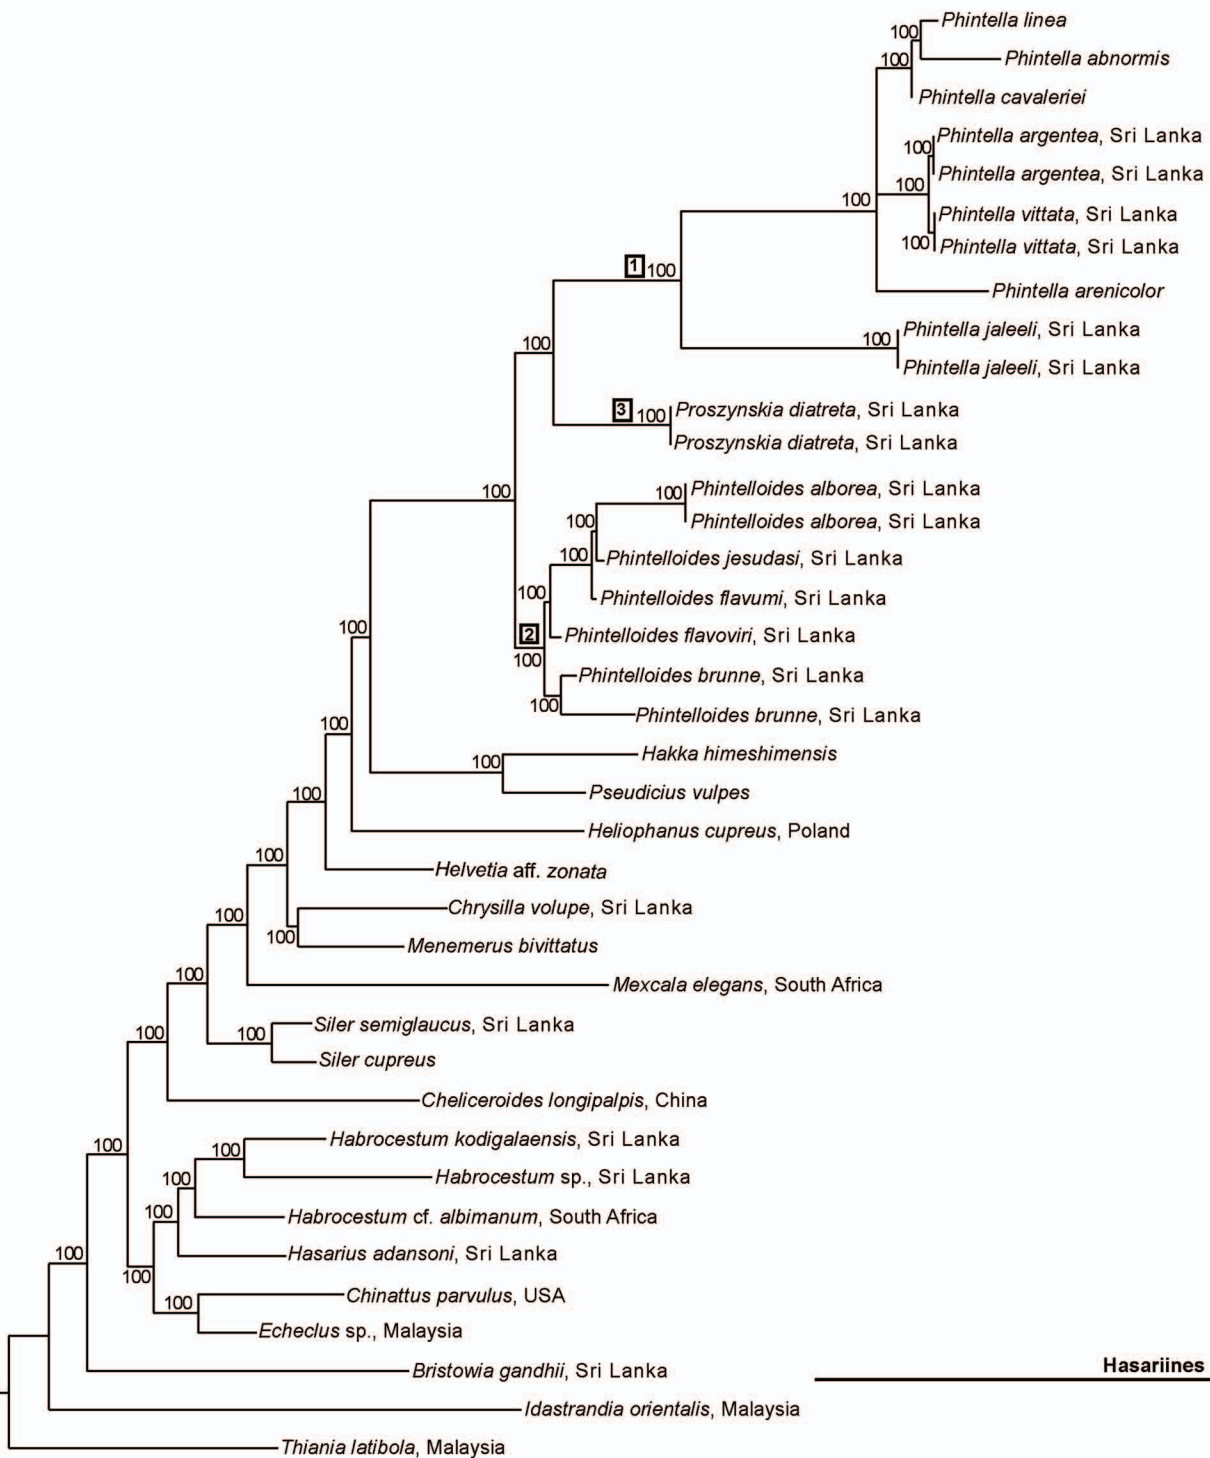 100
Phintella linea
100
Phintella abnormis
Phintella cavaleriei
100
Phintella argentea, Sri Lanka
100
Phintella argentea, Sri Lanka
100
Phintella vittata, Sri Lanka
100
Phintella vittata, Sri Lanka
1 100
Phintella arenicolor
100
Phintella jaleeli, Sri Lanka
100
Phintella jaleeli, Sri Lanka
3 100
Proszynskia diatreta, Sri Lanka
Proszynskia diatreta, Sri Lanka
100
100
Phintelloides alborea, Sri Lanka
Phintelloides alborea, Sri Lanka
100
100
Phintelloides jesudasi, Sri Lanka
100
Phintelloides flavumi, Sri Lanka
100
2
Phintelloides flavoviri, Sri Lanka
100
Phintelloides brunne, Sri Lanka
100
Phintelloides brunne, Sri Lanka
100
Hakka himeshimensis
100
Pseudicius vulpes
100
Heliophanus cupreus, Poland
100
Helvetia aff. zonata
100
Chrysilla volupe, Sri Lanka
100
Menemerus bivittatus
100
Mexcala elegans, South Africa
100
Siler semiglaucus, Sri Lanka
100
Siler cupreus
Cheliceroides longipalpis, China
100
Habrocestum kodigalaensis, Sri Lanka
100
Habrocestum sp., Sri Lanka
100
Habrocestum cf. albimanum, South Africa
100
Hasarius adansoni, Sri Lanka
100
100
Chinattus parvulus, USA
100
Echeclus sp., Malaysia
Bristowia gandhii, Sri Lanka
Hasariines
Idastrandia orientalis, Malaysia
Thiania latibola, Malaysia